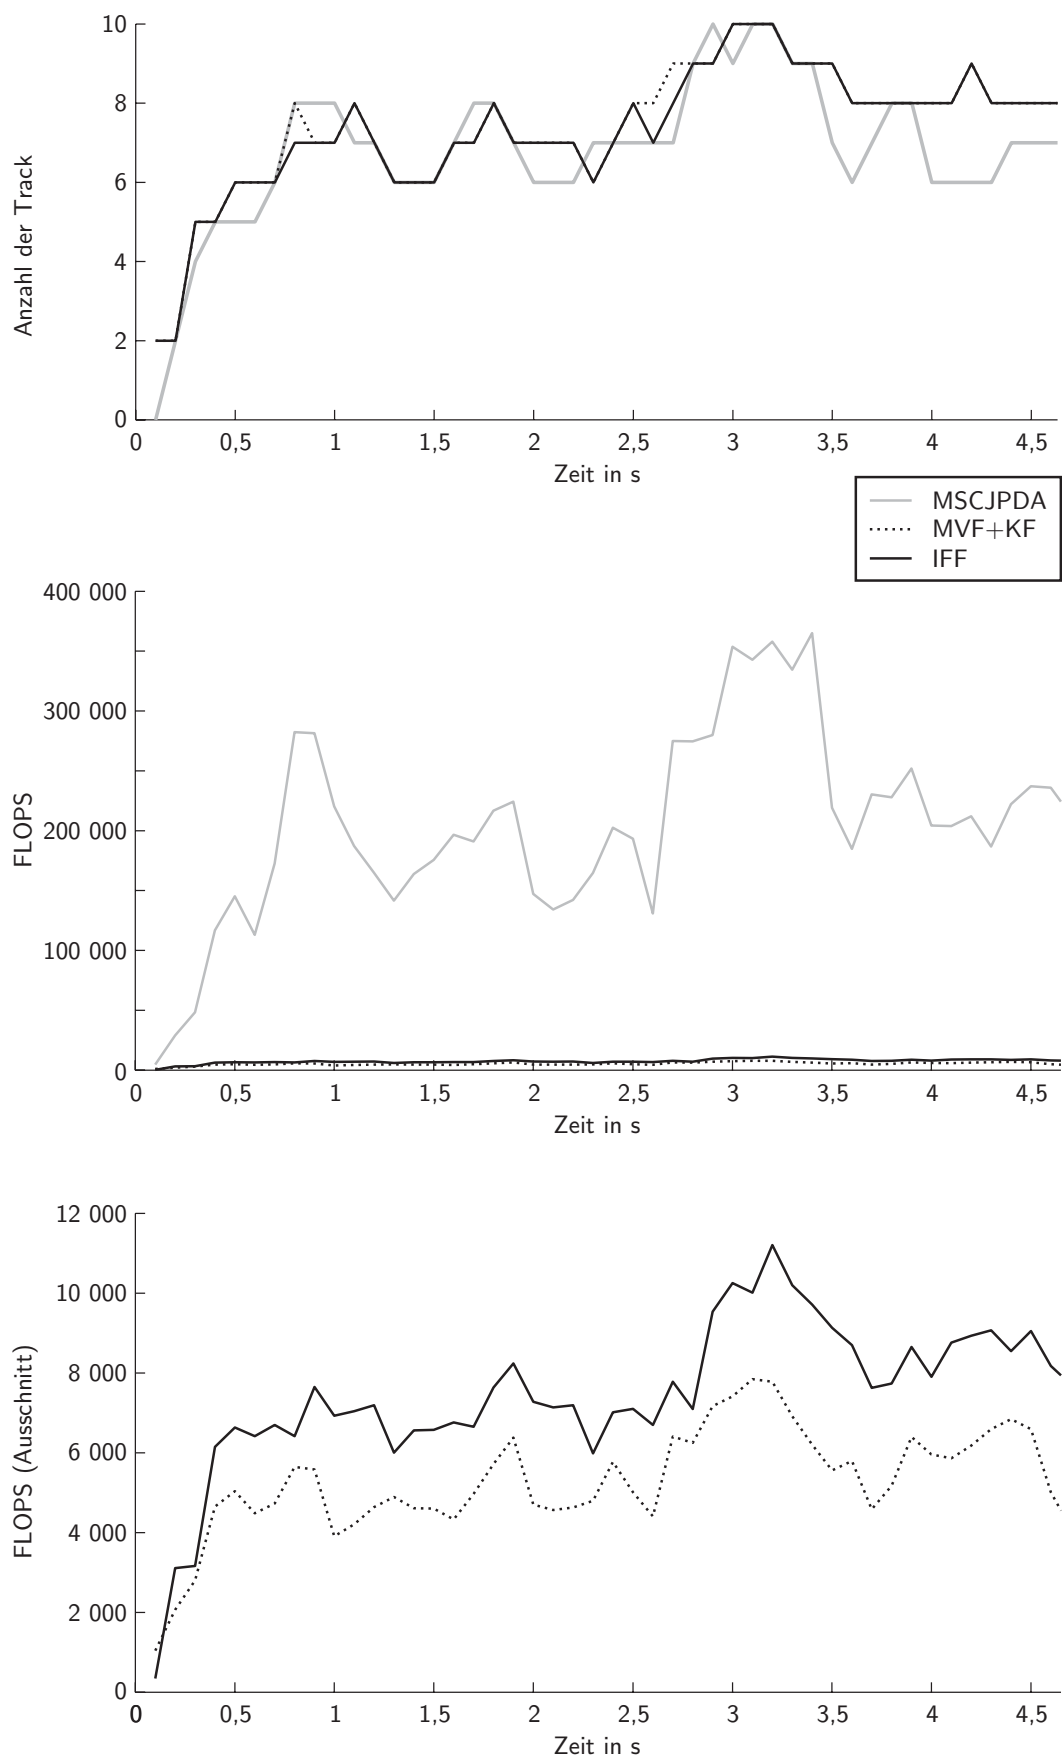 10
8
6
4
2
0
Anzahl der Track
0 0,5 1 1,5 2 2,5 3 3,5 4 4,5
Zeit in s
MSCJPDA
MVF+KF
IFF
400 000
300 000
200 000
100 000
0
FLOPS
0 0,5 1 1,5 2 2,5 3 3,5 4 4,5
Zeit in s
12 000
10 000
8 000
6 000
4 000
2 000
0
FLOPS (Ausschnitt)
0 0,5 1 1,5 2 2,5 3 3,5 4 4,5
Zeit in s